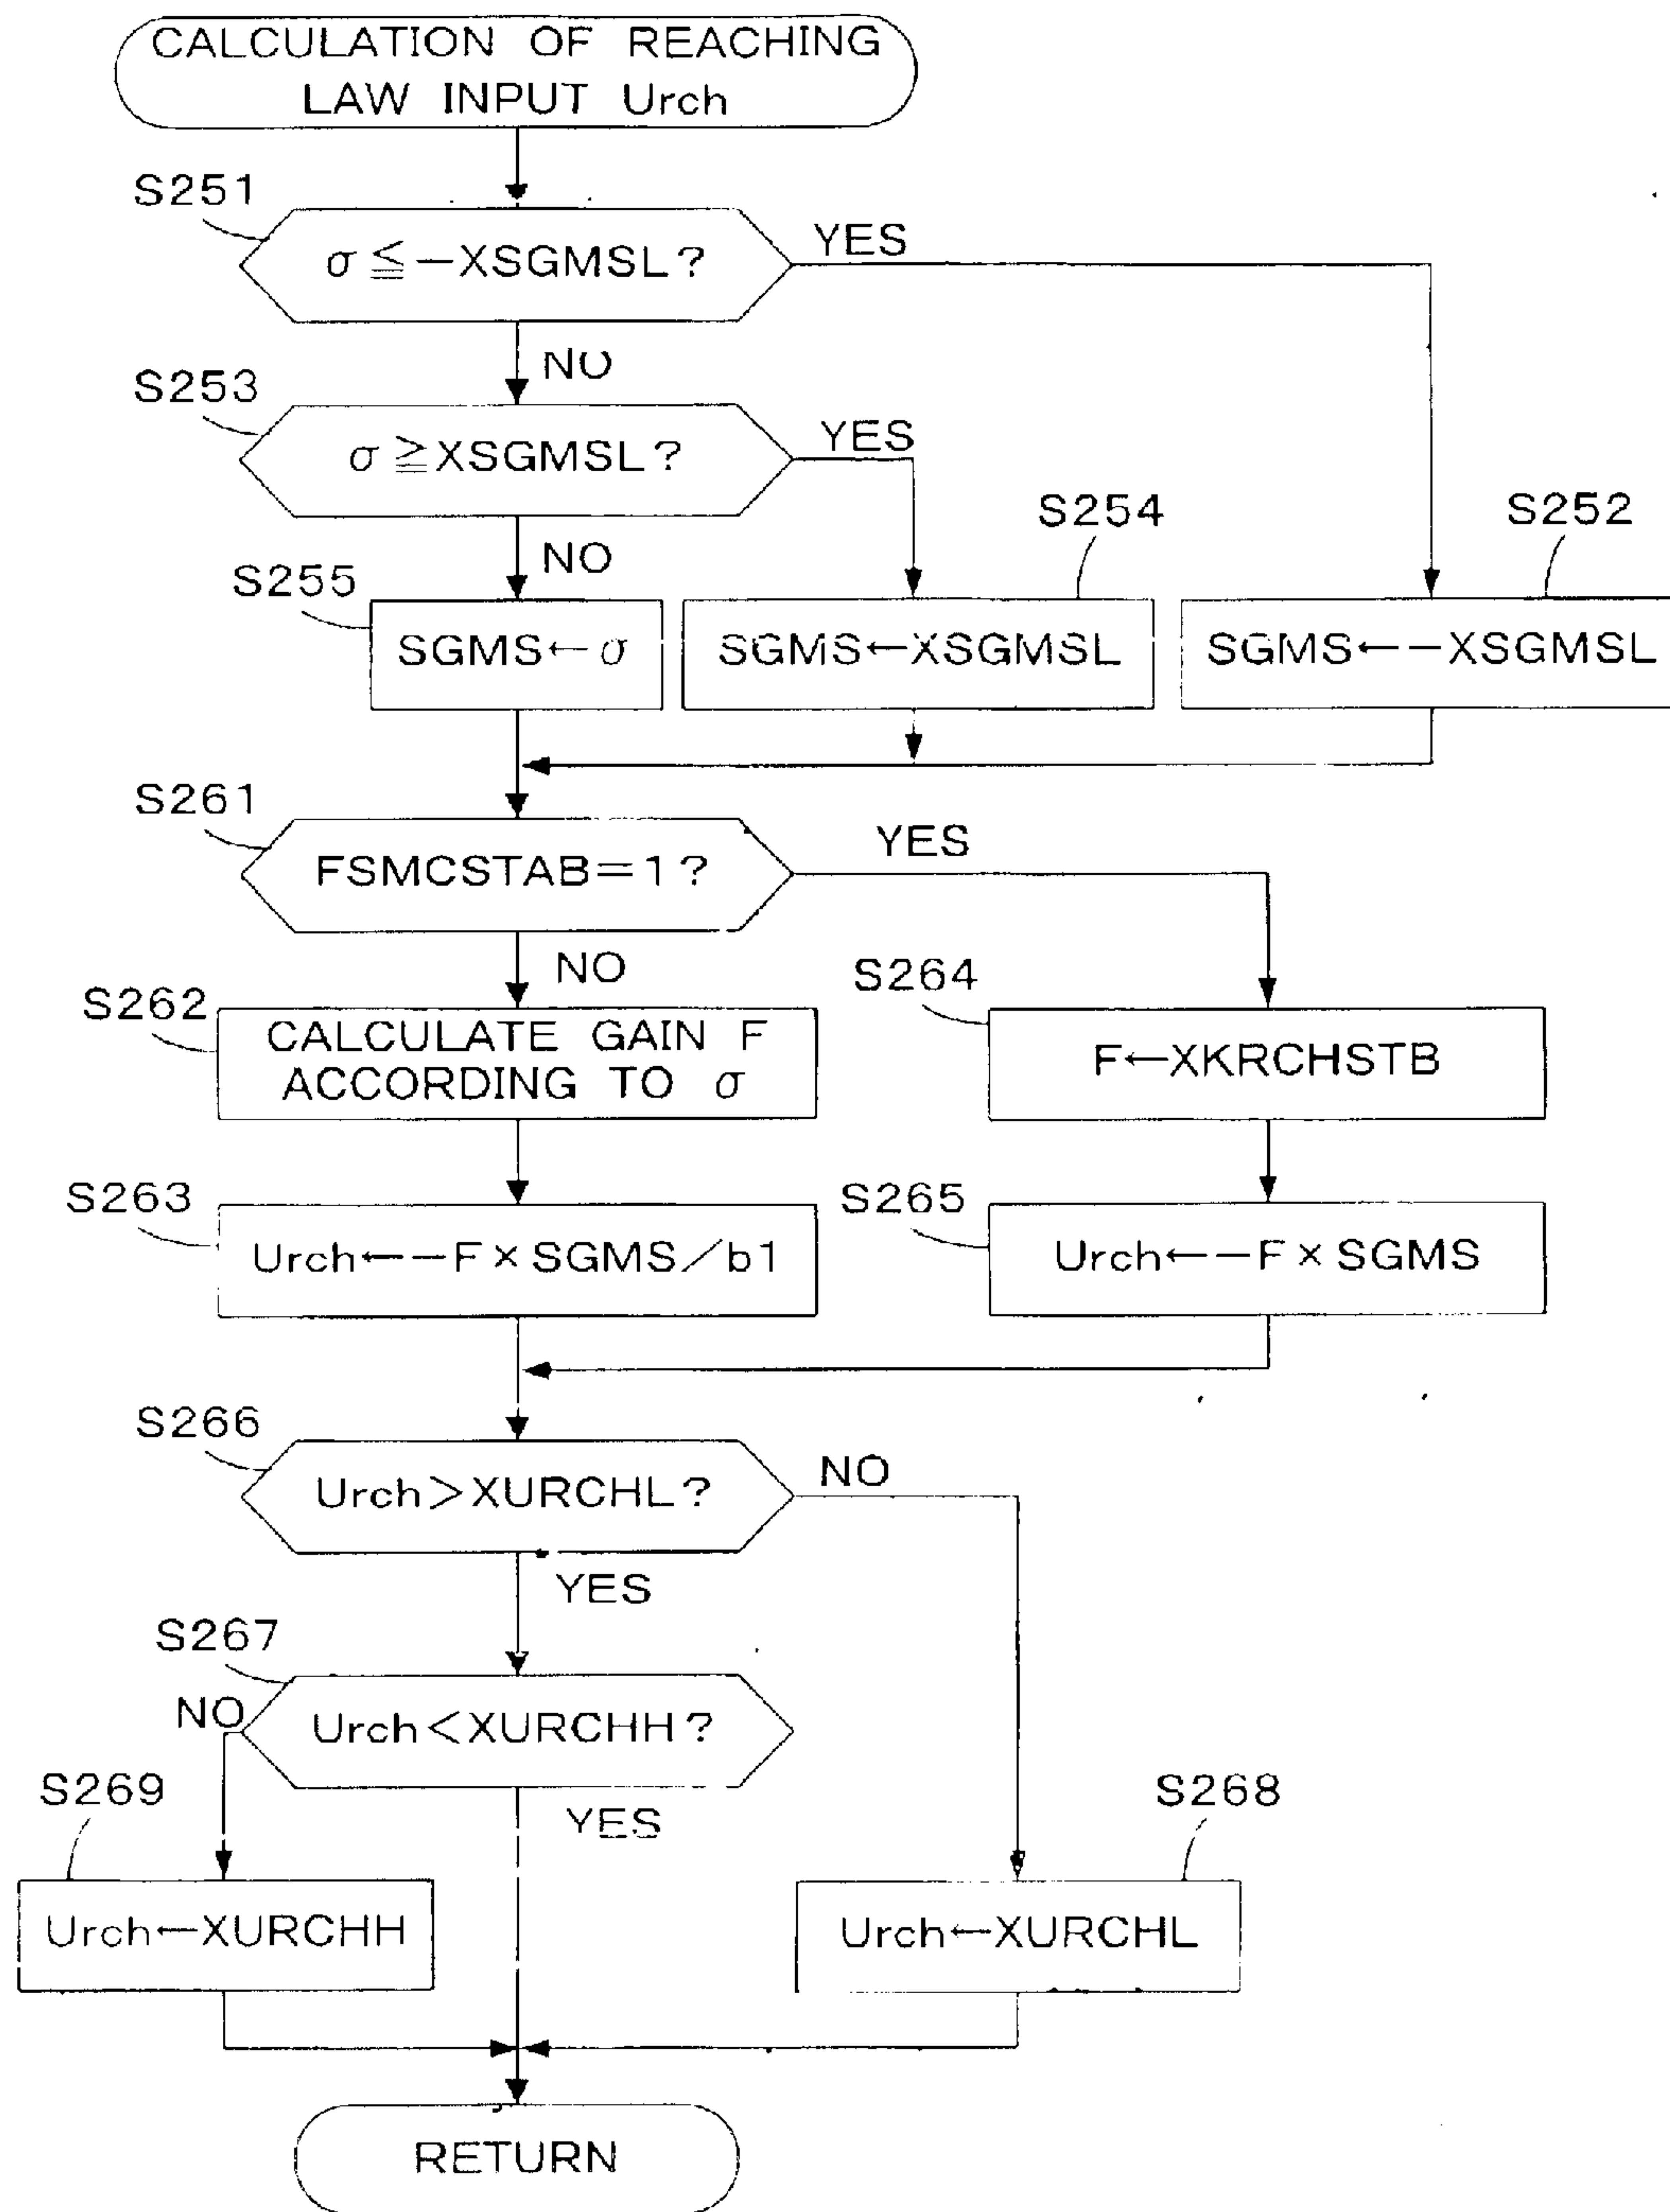 CALCULATION OF REACHING
LAW INPUT Urch
S251
σ≦−XSGMSL?
YES
NO
S253
σ≧XSGMSL?
YES
NO
S254
S252
S255
SGMS←σ
SGMS←XSGMSL
SGMS←−XSGMSL
S261
FSMCSTAB=1?
YES
NO
S262
CALCULATE GAIN F
ACCORDING TO σ
S264
F←XKRCHSTB
S263
Urch←−F×SGMS/b1
S265
Urch←−F×SGMS
S266
Urch>XURCHL?
NO
YES
S267
Urch<XURCHH?
NO
YES
S269
Urch←XURCHH
S268
Urch←XURCHL
RETURN